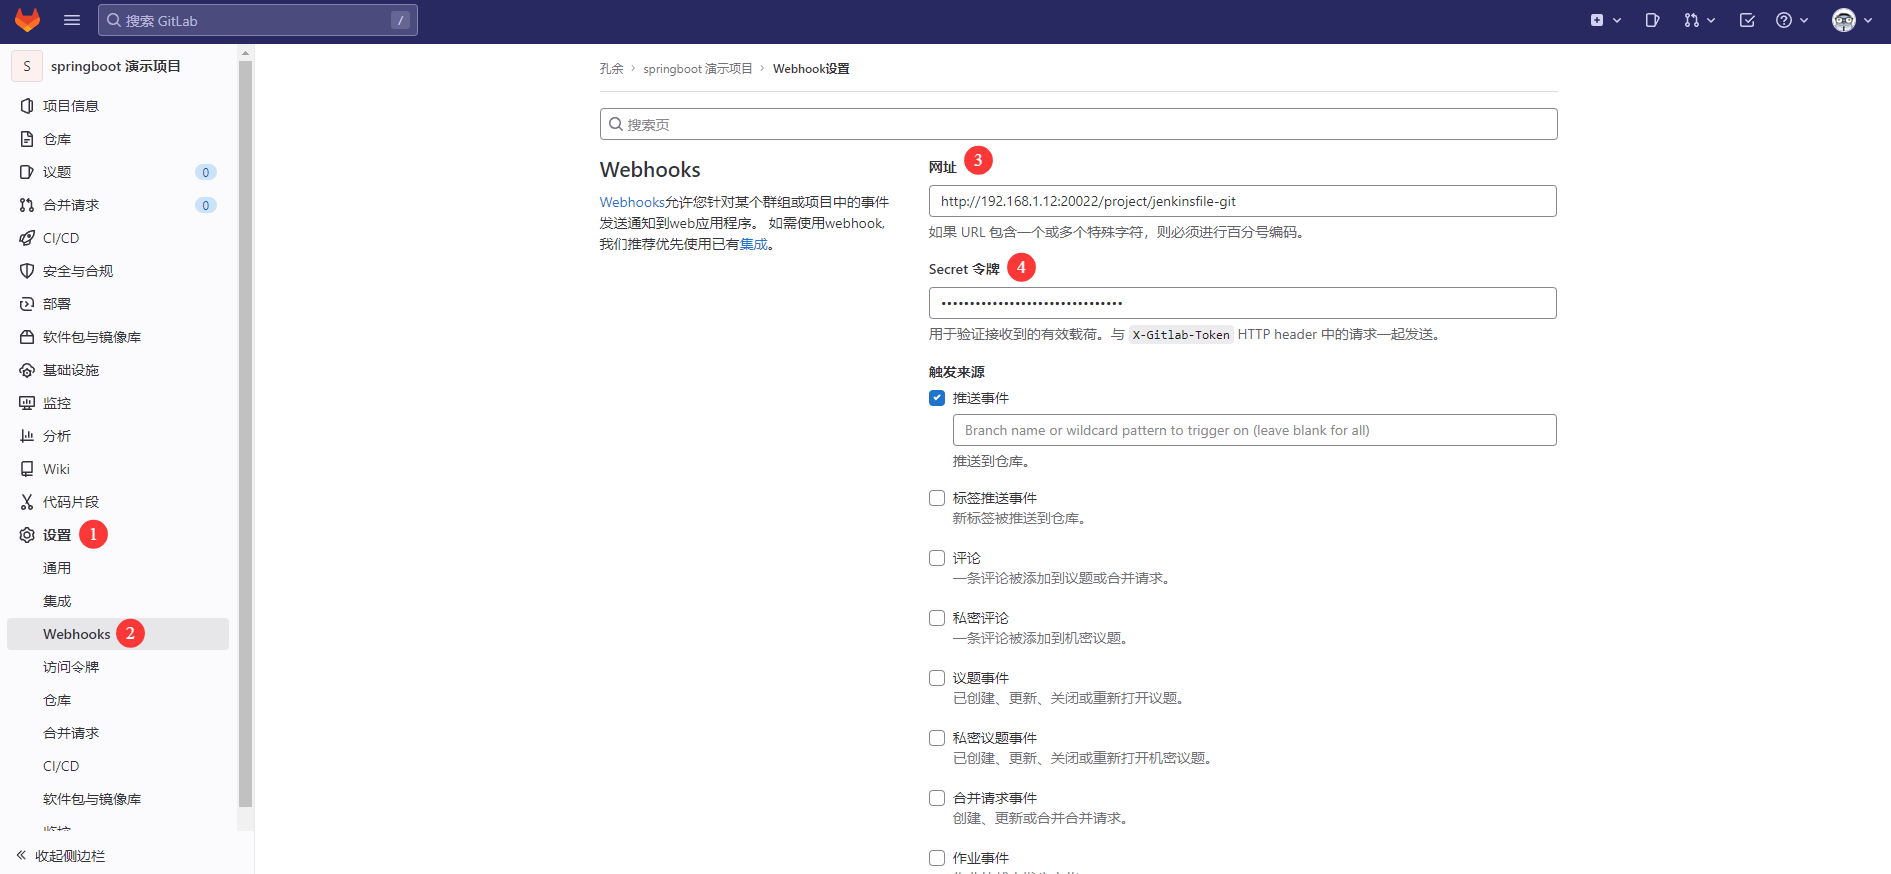 搜索 GitLab
/
S
springboot 演示项目
项目信息
仓库
议题
0
合并请求
0
CI/CD
安全与合规
部署
软件包与镜像库
基础设施
监控
分析
Wiki
代码片段
设置
1
通用
集成
Webhooks
2
访问令牌
仓库
合并请求
CI/CD
软件包与镜像库
监控
收起侧边栏
孔余 › springboot 演示项目 › Webhook设置
搜索页
Webhooks
Webhooks允许您针对某个群组或项目中的事件
发送通知到web应用程序。 如需使用webhook,
我们推荐优先使用已有集成。
网址
3
http://192.168.1.12:20022/project/jenkinsfile-git
如果 URL 包含一个或多个特殊字符，则必须进行百分号编码。
Secret 令牌
4
••••••••••••••••••••••••••••••••
用于验证接收到的有效载荷。与 X-Gitlab-Token HTTP header 中的请求一起发送。
触发来源
推送事件
Branch name or wildcard pattern to trigger on (leave blank for all)
推送到仓库。
标签推送事件
新标签被推送到仓库。
评论
一条评论被添加到议题或合并请求。
私密评论
一条评论被添加到机密议题。
议题事件
已创建、更新、关闭或重新打开议题。
私密议题事件
已创建、更新、关闭或重新打开机密议题。
合并请求事件
创建、更新或合并合并请求。
作业事件